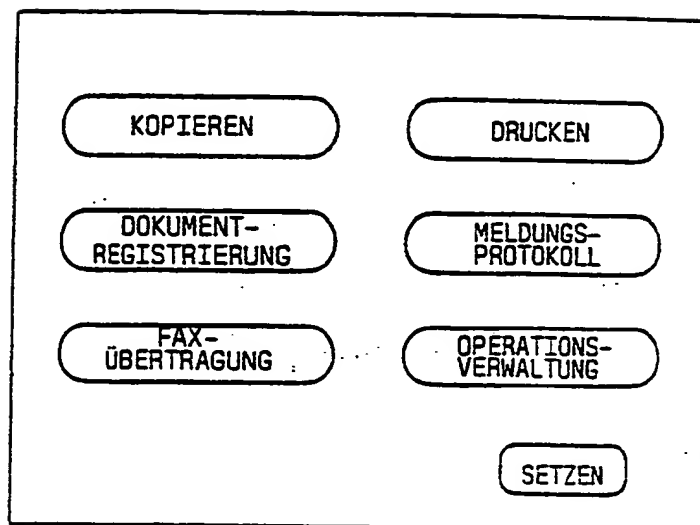 KOPIEREN
DRUCKEN
DOKUMENT-
REGISTRIERUNG
MELDUNGS-
PROTOKOLL
FAX-
ÜBERTRAGUNG
OPERATIONS-
VERWALTUNG
SETZEN